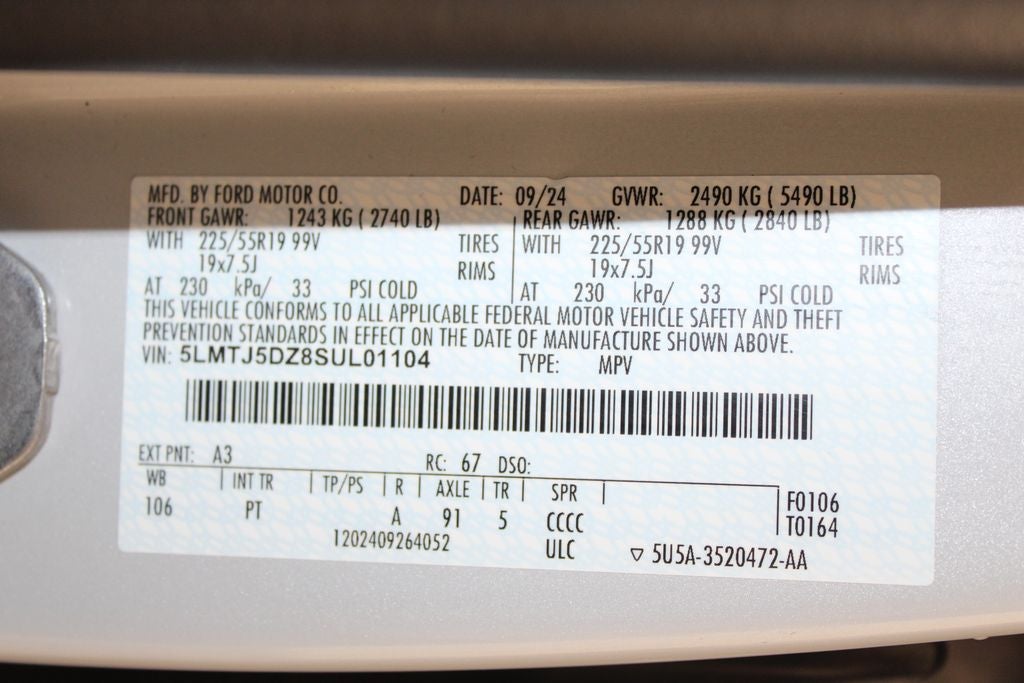 MFD. BY FORD MOTOR CO. DATE: 09/24 GVWR: 2490 KG ( 5490 LB)
FRONT GAWR: 1243 KG ( 2740 LB) REAR GAWR: 1288 KG ( 2840 LB)
WITH 225/55R19 99V TIRES WITH 225/55R19 99V TIRES
19x7.5J RIMS 19x7.5J RIMS
AT 230 kPa/ 33 PSI COLD AT 230 kPa/ 33 PSI COLD
THIS VEHICLE CONFORMS TO ALL APPLICABLE FEDERAL MOTOR VEHICLE SAFETY AND THEFT
PREVENTION STANDARDS IN EFFECT ON THE DATE OF MANUFACTURE SHOWN ABOVE.
VIN: 5LMTJ5DZ8SUL01104 TYPE: MPV
EXT PNT: A3 RC: 67 DSO:
WB INT TR TP/PS R AXLE TR SPR F0106
106 PT A 91 5 CCCC T0164
1202409264052 ULC ▽ 5U5A-3520472-AA